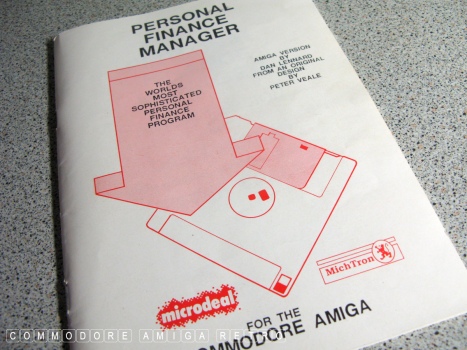 PERSONAL
FINANCE
MANAGER
AMIGA VERSION
BY
DAN LENNARD
FROM AN ORIGINAL
DESIGN
BY
PETER VEALE
THE
WORLDS
MOST
SOPHISTICATED
PERSONAL
FINANCE
PROGRAM
microdeal
MichTron
FOR THE
COMMODORE AMIGA
COMMODORE AMIGA RETRO